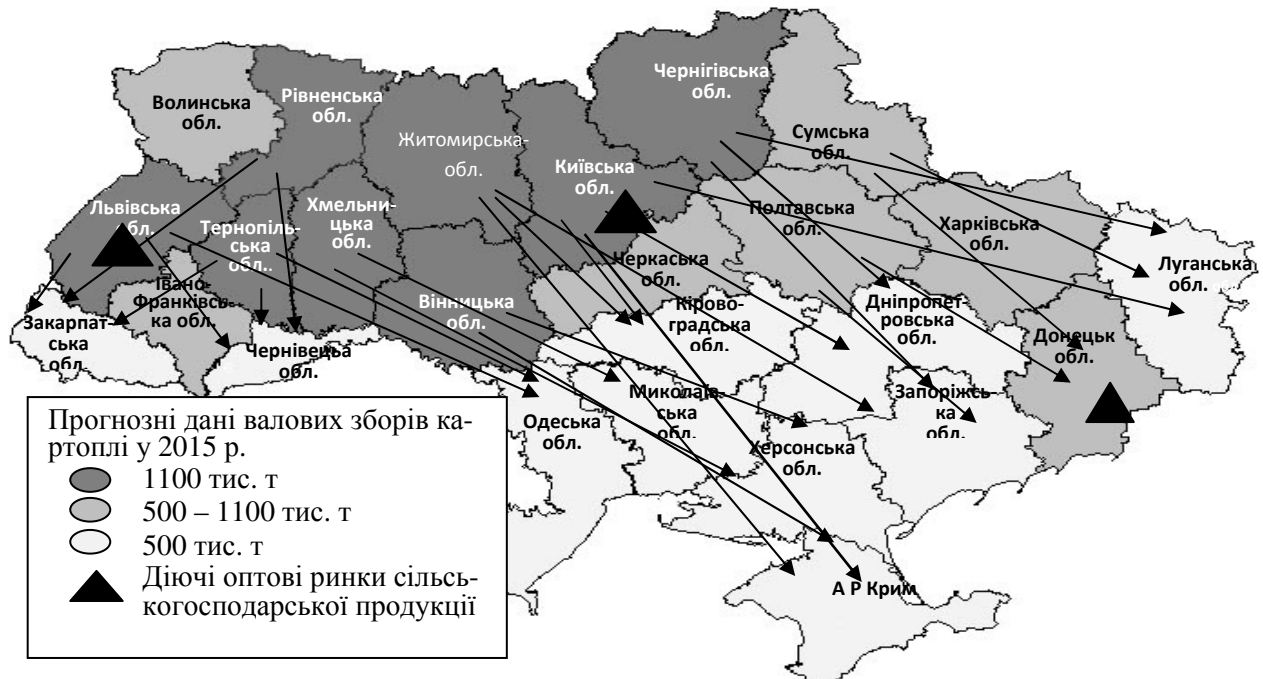 Чернігівська
обл.
Волинська
обл.
Рівненська
обл.
Житомирська-
обл.
Сумська
обл.
Київська
обл.
Львівська
обл.
Хмельни-
цька
обл.
Тернопіль-
ська
обл..
Полтавська
обл.
Харківська
обл.
Луганська
обл.
Черкаська
обл.
Івано
Франківсь-
ка обл.
Вінницька
обл.
Кірово-
градська
обл.
Дніпропет-
ровська
обл.
Донецьк
обл.
Закарпат-
ська
обл.
Чернівецьа
обл.
Миколаїв-
ська
обл.
Запоріжсь-
ка обл.
Одеська
обл.
Херсонська
обл.
А Р Крим
Прогнозні дані валових зборів ка-
ртоплі у 2015 р.
1100 тис. т
500 – 1100 тис. т
500 тис. т
Діючі оптові ринки сільсь-
когосподарської продукції